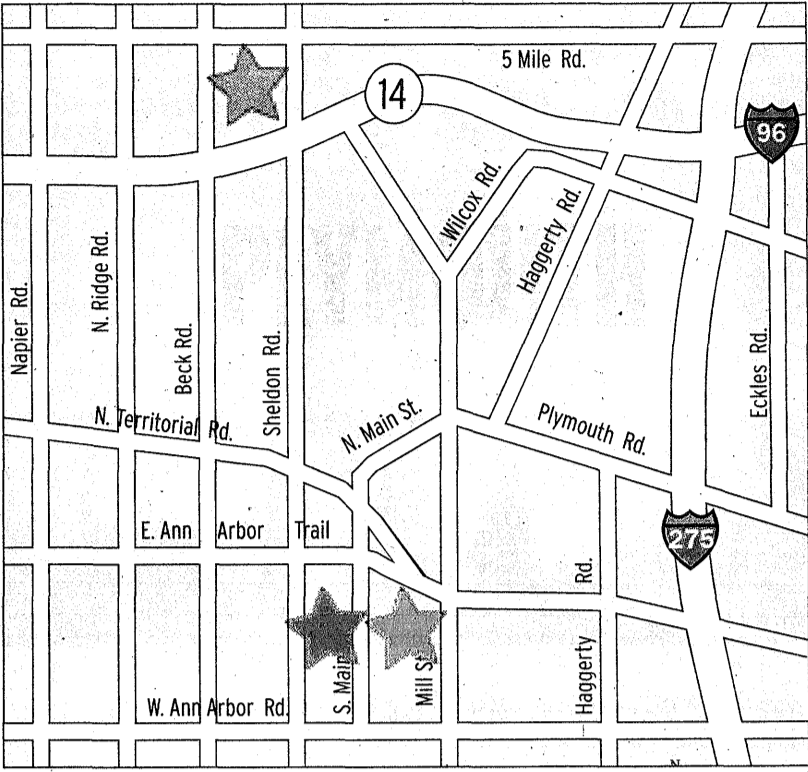 5 Mile Rd.
14
96
Wilcox Rd.
Haggerty Rd.
N. Ridge Rd.
Napier Rd.
Beck Rd.
Sheldon Rd.
Eckles Rd.
N. Territorial Rd.
N. Main St.
Plymouth Rd.
E. Ann Arbor Trail
275
Haggerty Rd.
S. Main
Mill St
W. Ann Arbor Rd.
N